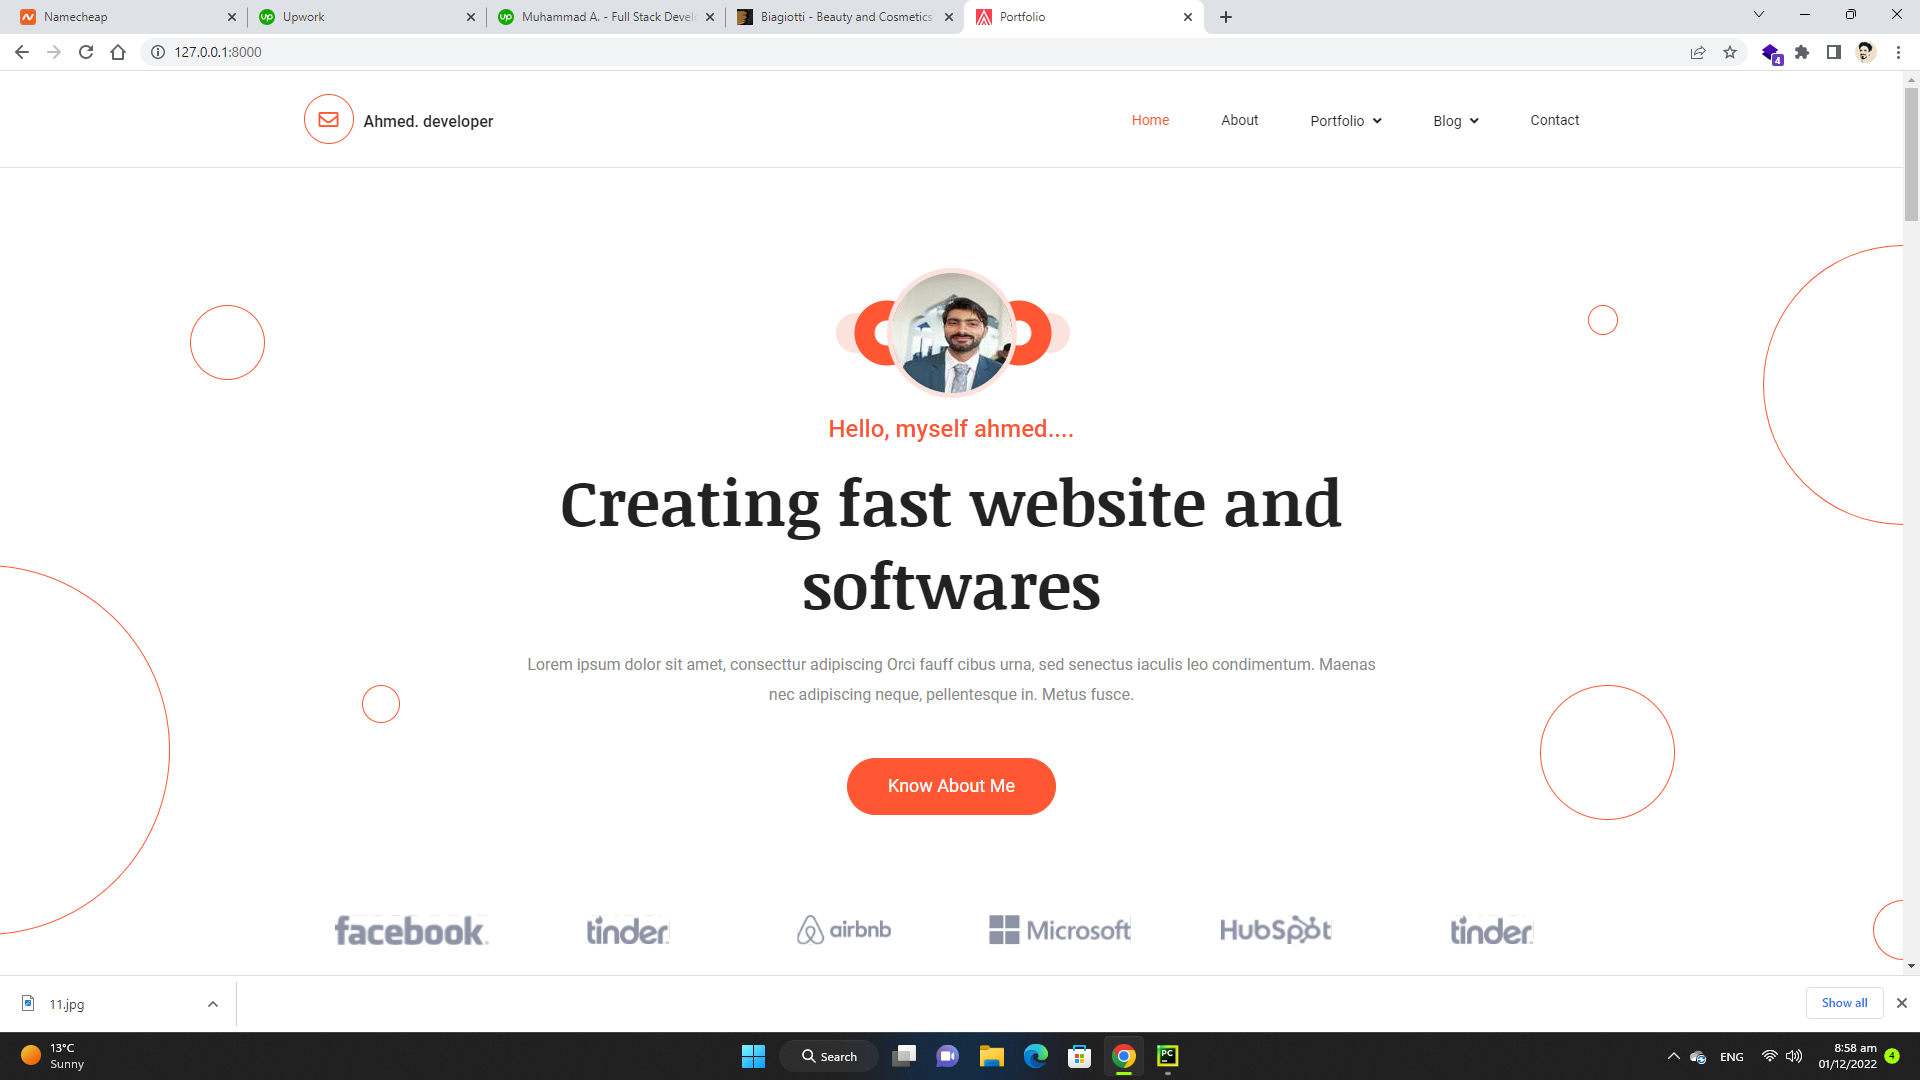 Namecheap
Upwork
Muhammad A. - Full Stack Devel
Biagiotti - Beauty and Cosmetics
Portfolio
127.0.0.1:8000
4
Ahmed. developer
Home
About
Portfolio
Blog
Contact
Hello, myself ahmed....
Creating fast website and
softwares
Lorem ipsum dolor sit amet, consecttur adipiscing Orci fauff cibus urna, sed senectus iaculis leo condimentum. Maenas
nec adipiscing neque, pellentesque in. Metus fusce.
Know About Me
facebook.
tinder
airbnb
Microsoft
HubSpot
tinder
11.jpg
Show all
13°C
Sunny
Search
PC
ENG
8:58 am
01/12/2022
4